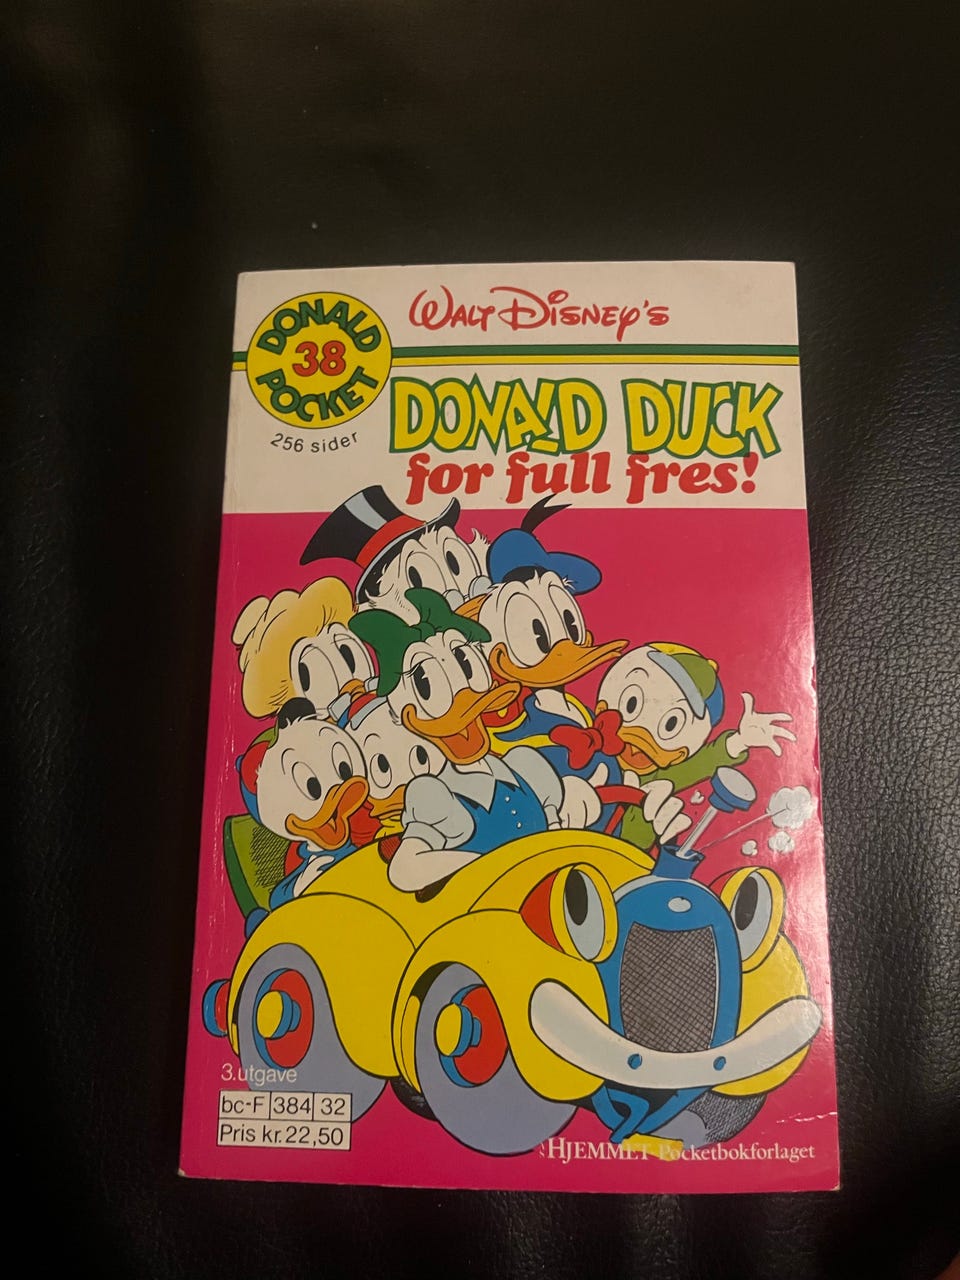 DONALD
38
POCKET
256 sider
WALT DISNEY'S
DONALD DUCK
for full fres!
3.utgave
bc-F 384 32
Pris kr.22,50
HJEMMET Pocketbokforlaget